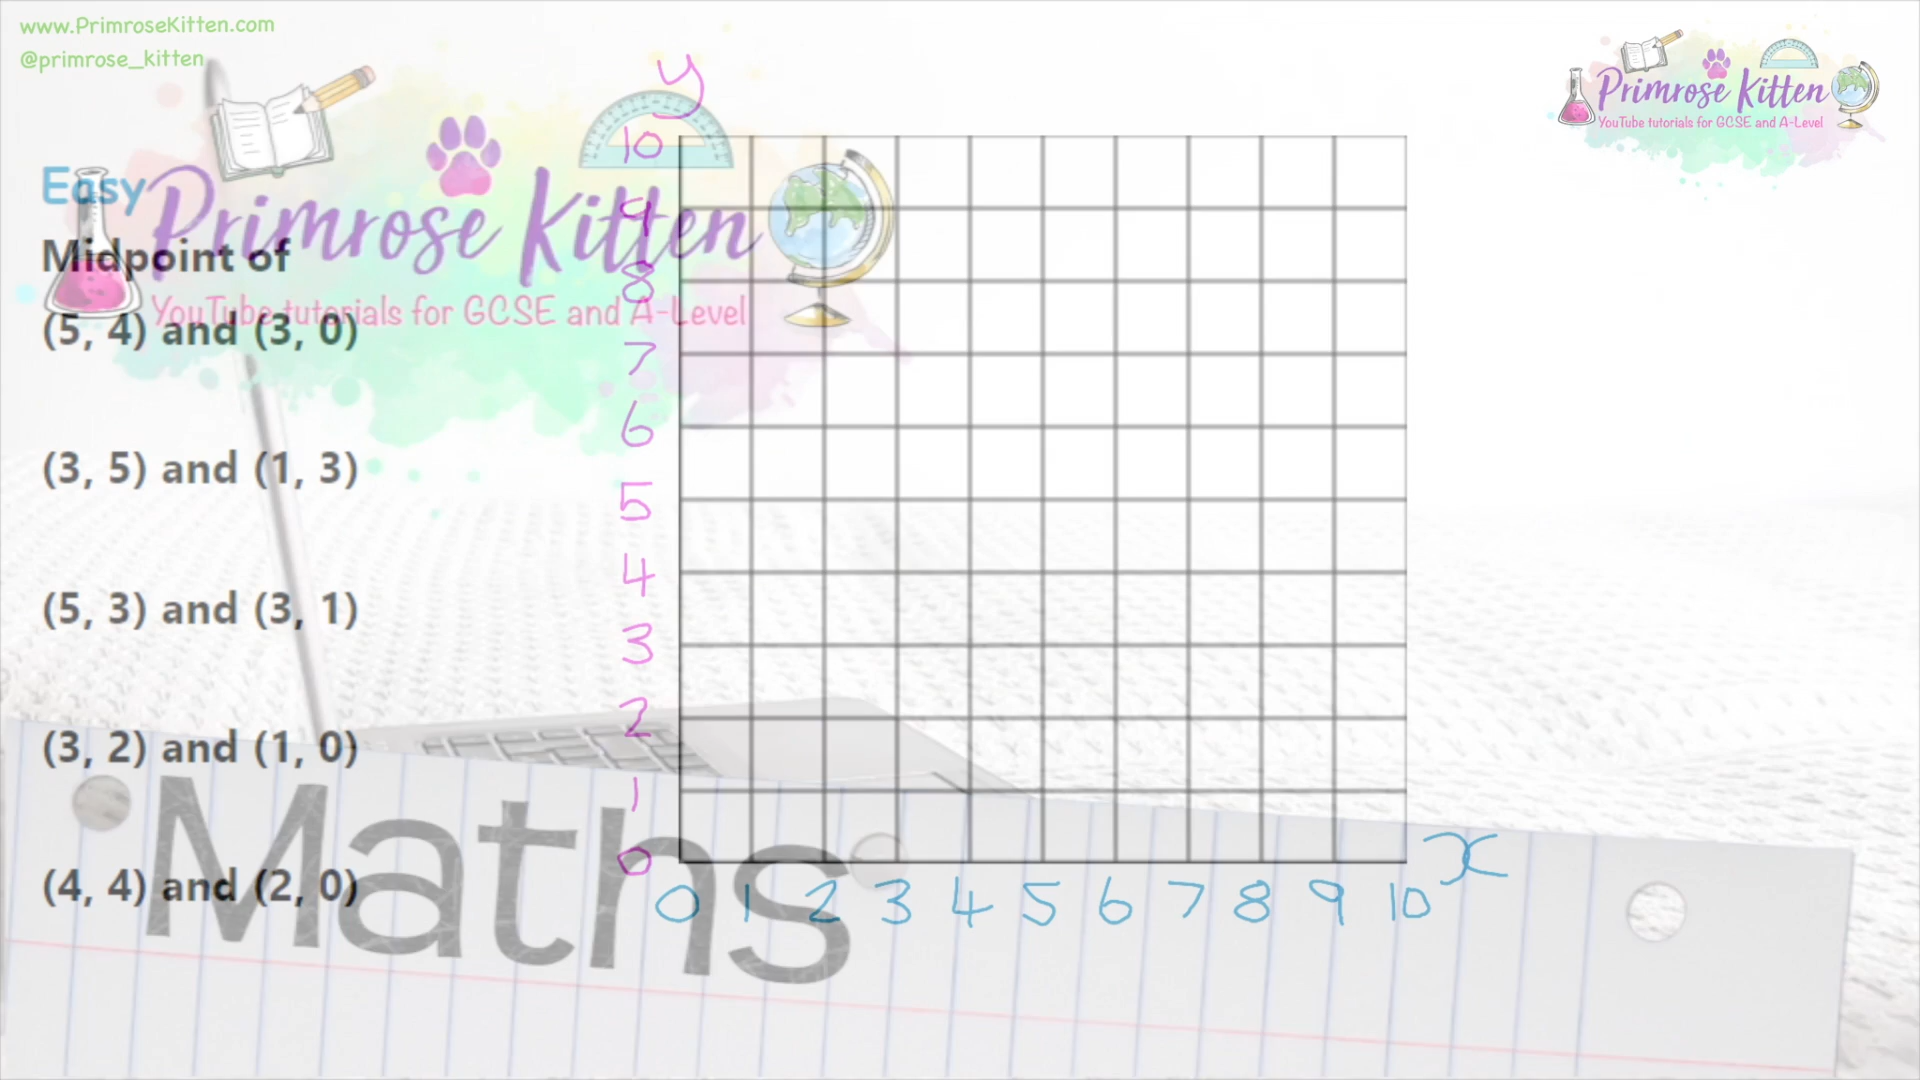 www.PrimroseKitten.com
@primrose_kitten
Primrose Kitten
YouTube tutorials for GCSE and A-Level
Primrose Kitten
YouTube tutorials for GCSE and A-Level
Easy
Midpoint of
(5, 4) and (3, 0)
(3, 5) and (1, 3)
(5, 3) and (3, 1)
(3, 2) and (1, 0)
(4, 4) and (2, 0)
y
10
9
8
7
6
5
4
3
2
1
0
0 1 2 3 4 5 6 7 8 9 10 x
Maths